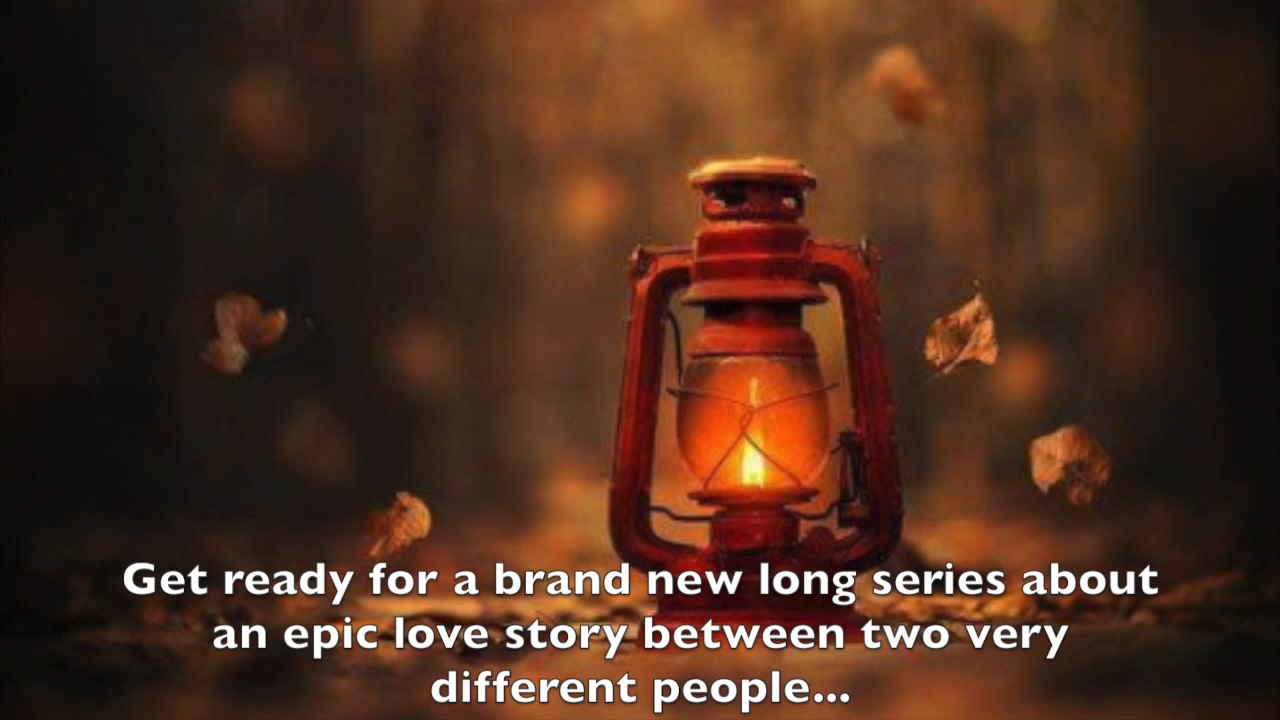 Get ready for a brand new long series about
an epic love story between two very
different people...